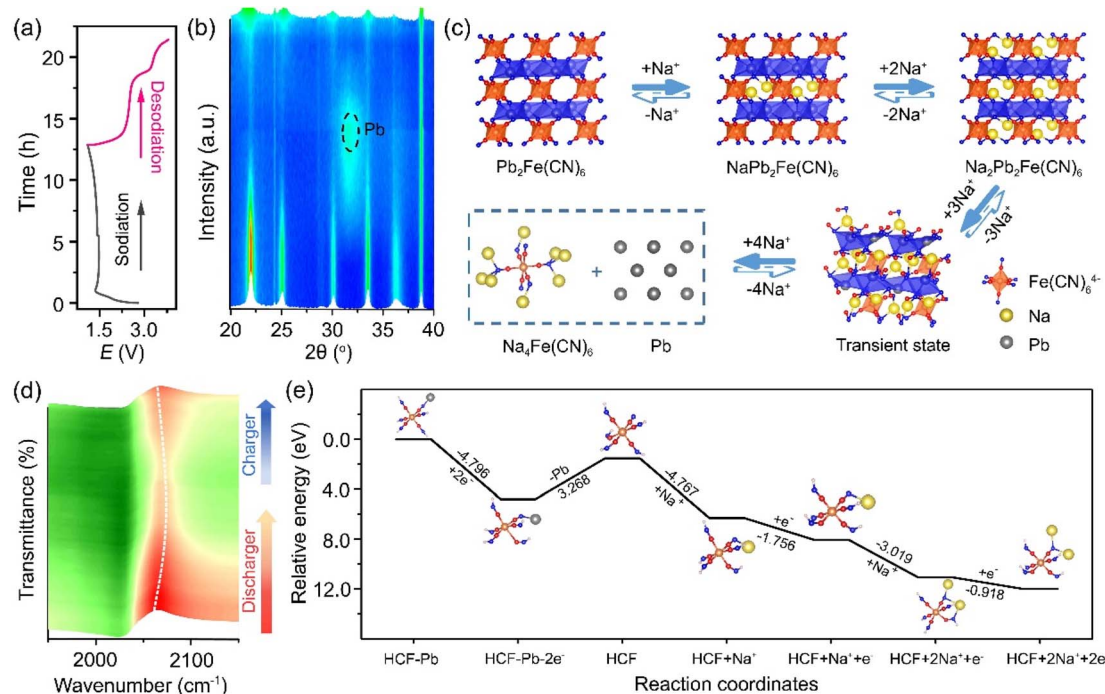 (a)
20
15
10
5
0
Time (h)
Desodiation
Sodiation
1.5 3.0
E (V)
(b)
Intensity (a.u.)
Pb
20 25 30 35 40
2θ (°)
(c)
+Na⁺
-Na⁺
+2Na⁺
-2Na⁺
Pb₂Fe(CN)₆
NaPb₂Fe(CN)₆
Na₂Pb₂Fe(CN)₆
+3Na⁺
-3Na⁺
+4Na⁺
-4Na⁺
+
Na₄Fe(CN)₆
Pb
Transient state
Fe(CN)₆⁴⁻
Na
Pb
(d)
Transmittance (%)
Charger
Discharger
2000 2100
Wavenumber (cm⁻¹)
(e)
Relative energy (eV)
0.0
4.0
8.0
12.0
-4.796
+2e⁻
-Pb
3.268
-4.767
+Na⁺
+e⁻
-1.756
-3.019
+Na⁺
+e⁻
-0.918
HCF-Pb HCF-Pb-2e⁻ HCF HCF+Na⁺ HCF+Na⁺+e⁻ HCF+2Na⁺+e⁻ HCF+2Na⁺+2e
Reaction coordinates